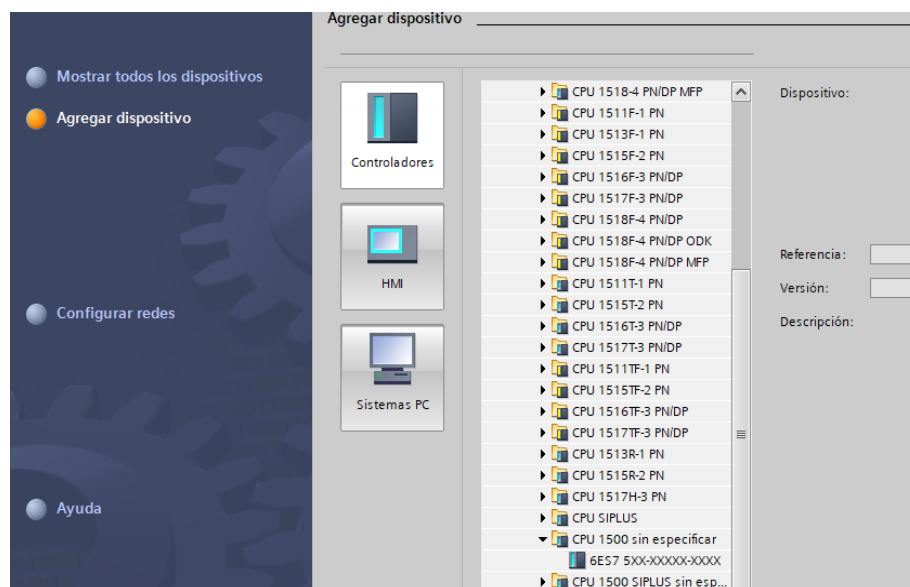 Agregar dispositivo
Mostrar todos los dispositivos
Agregar dispositivo
Configurar redes
Ayuda
Controladores
HMI
Sistemas PC
CPU 1518-4 PN/DP MFP
CPU 1511F-1 PN
CPU 1513F-1 PN
CPU 1515F-2 PN
CPU 1516F-3 PN/DP
CPU 1517F-3 PN/DP
CPU 1518F-4 PN/DP
CPU 1518F-4 PN/DP ODK
CPU 1518F-4 PN/DP MFP
CPU 1511T-1 PN
CPU 1515T-2 PN
CPU 1516T-3 PN/DP
CPU 1517T-3 PN/DP
CPU 1511TF-1 PN
CPU 1515TF-2 PN
CPU 1516TF-3 PN/DP
CPU 1517TF-3 PN/DP
CPU 1513R-1 PN
CPU 1515R-2 PN
CPU 1517H-3 PN
CPU SIPLUS
CPU 1500 sin especificar
6ES7 5XX-XXXXX-XXXX
CPU 1500 SIPLUS sin esp...
Dispositivo:
Referencia:
Versión:
Descripción: